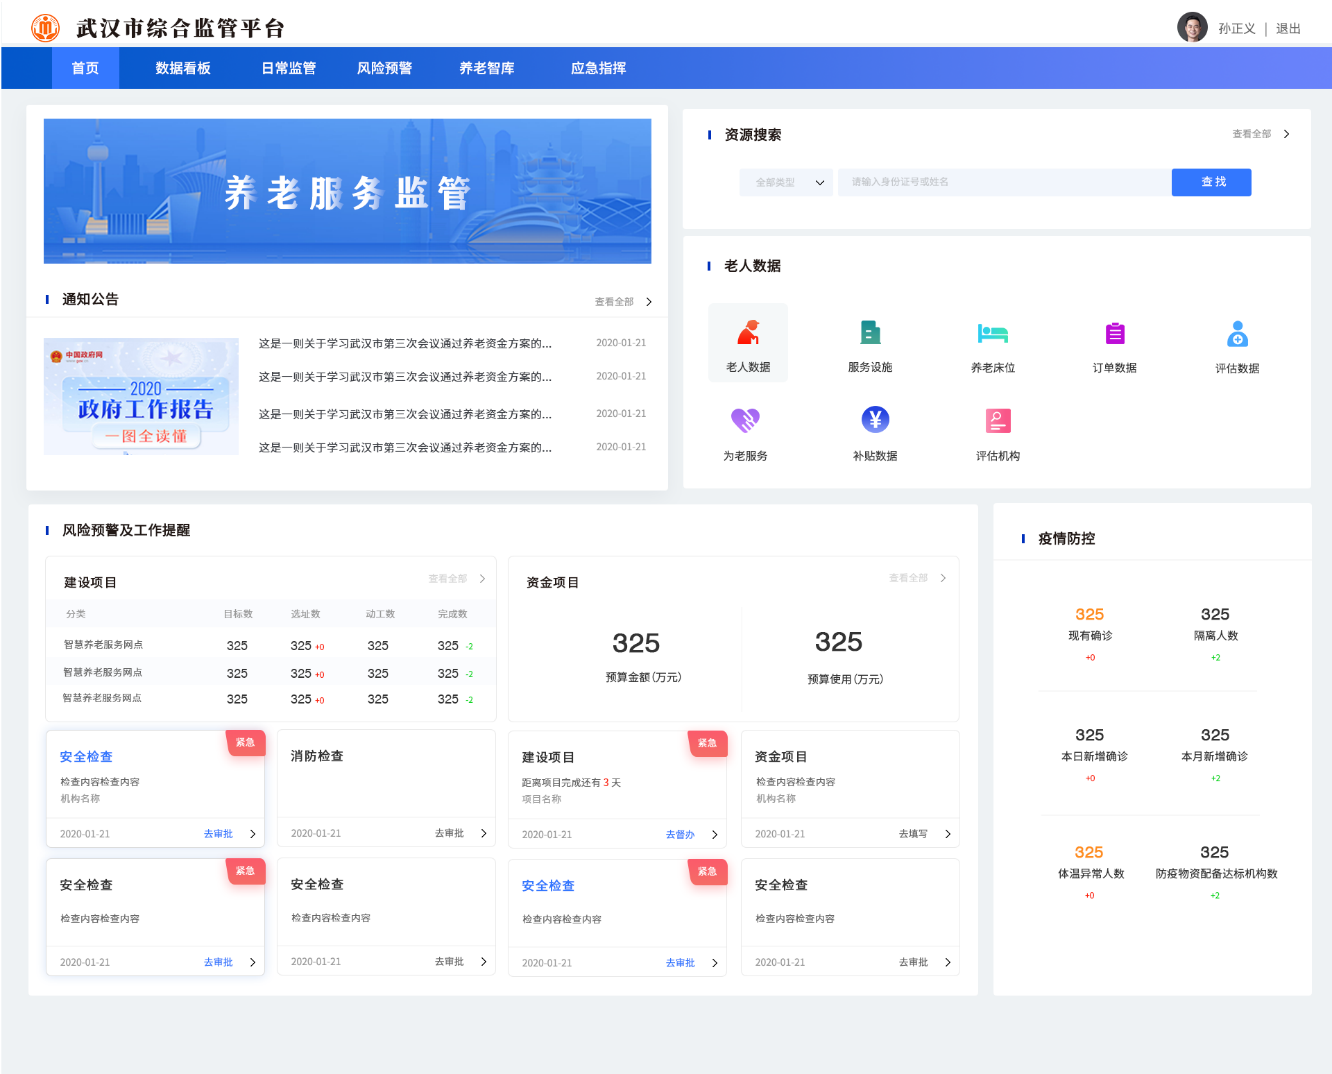 武汉市综合监管平台
孙正义 | 退出
首页 数据看板 日常监管 风险预警 养老智库 应急指挥
养老服务监管
通知公告 查看全部
中国政府网
2020
政府工作报告
一图全读懂
这是一则关于学习武汉市第三次会议通过养老资金方案的... 2020-01-21
这是一则关于学习武汉市第三次会议通过养老资金方案的... 2020-01-21
这是一则关于学习武汉市第三次会议通过养老资金方案的... 2020-01-21
这是一则关于学习武汉市第三次会议通过养老资金方案的... 2020-01-21
资源搜索 查看全部
全部类型 请输入身份证号或姓名 查找
老人数据
老人数据 服务设施 养老床位 订单数据 评估数据
为老服务 补贴数据 评估机构
风险预警及工作提醒
建设项目 查看全部
分类 目标数 选址数 动工数 完成数
智慧养老服务网点 325 325 +0 325 325 -2
智慧养老服务网点 325 325 +0 325 325 -2
智慧养老服务网点 325 325 +0 325 325 -2
资金项目 查看全部
325 325
预算金额(万元) 预算使用(万元)
安全检查 紧急
检查内容检查内容
机构名称
2020-01-21 去审批
消防检查
2020-01-21 去审批
建设项目 紧急
距离项目完成还有 3 天
项目名称
2020-01-21 去督办
资金项目
检查内容检查内容
机构名称
2020-01-21 去填写
安全检查 紧急
检查内容检查内容
2020-01-21 去审批
安全检查
检查内容检查内容
2020-01-21 去审批
安全检查 紧急
检查内容检查内容
2020-01-21 去审批
安全检查
检查内容检查内容
2020-01-21 去审批
疫情防控
325 325
现有确诊 隔离人数
+0 +2
325 325
本日新增确诊 本月新增确诊
+0 +2
325 325
体温异常人数 防疫物资配备达标机构数
+0 +2